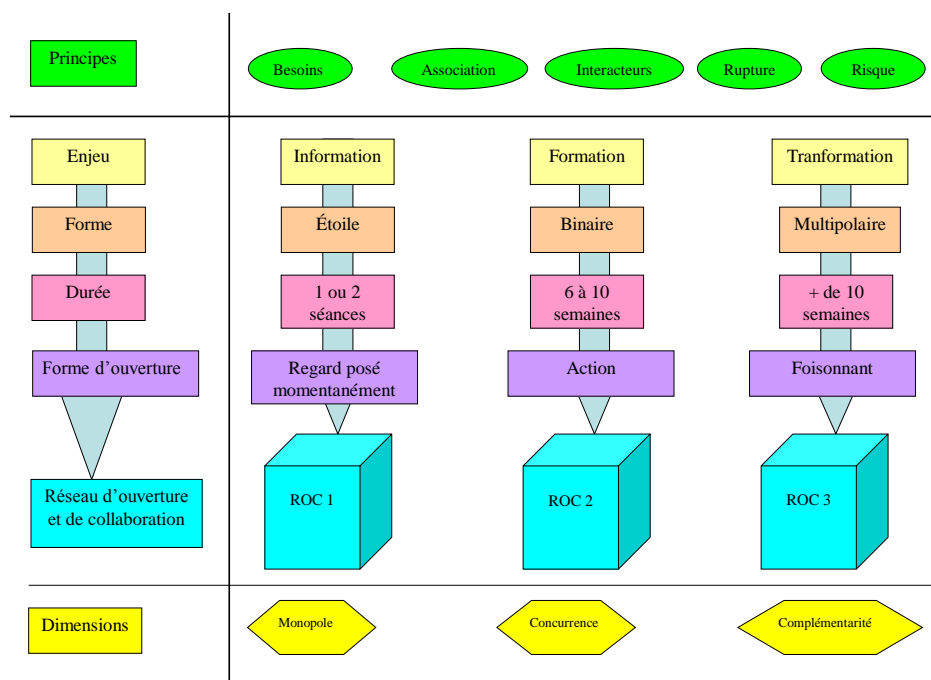 Principes
Besoins
Association
Interacteurs
Rupture
Risque
Enjeu
Information
Formation
Tranformation
Forme
Étoile
Binaire
Multipolaire
Durée
1 ou 2
séances
6 à 10
semaines
+ de 10
semaines
Forme d’ouverture
Regard posé
momentanément
Action
Foisonnant
Réseau d’ouverture
et de collaboration
ROC 1
ROC 2
ROC 3
Dimensions
Monopole
Concurrence
Complémentarité